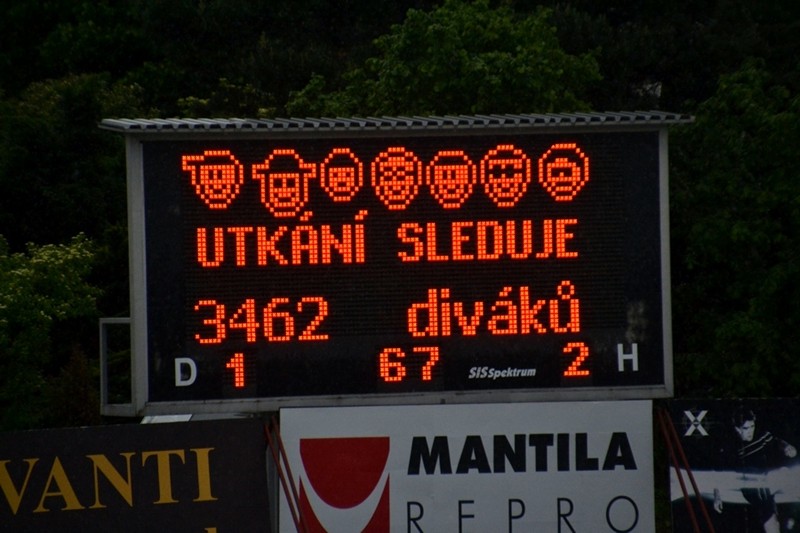 UTKÁNÍ SLEDUJE
3462 diváků
D 1 67 SIS Spektrum 2 H
VANTI
MANTILA
REPRO
X